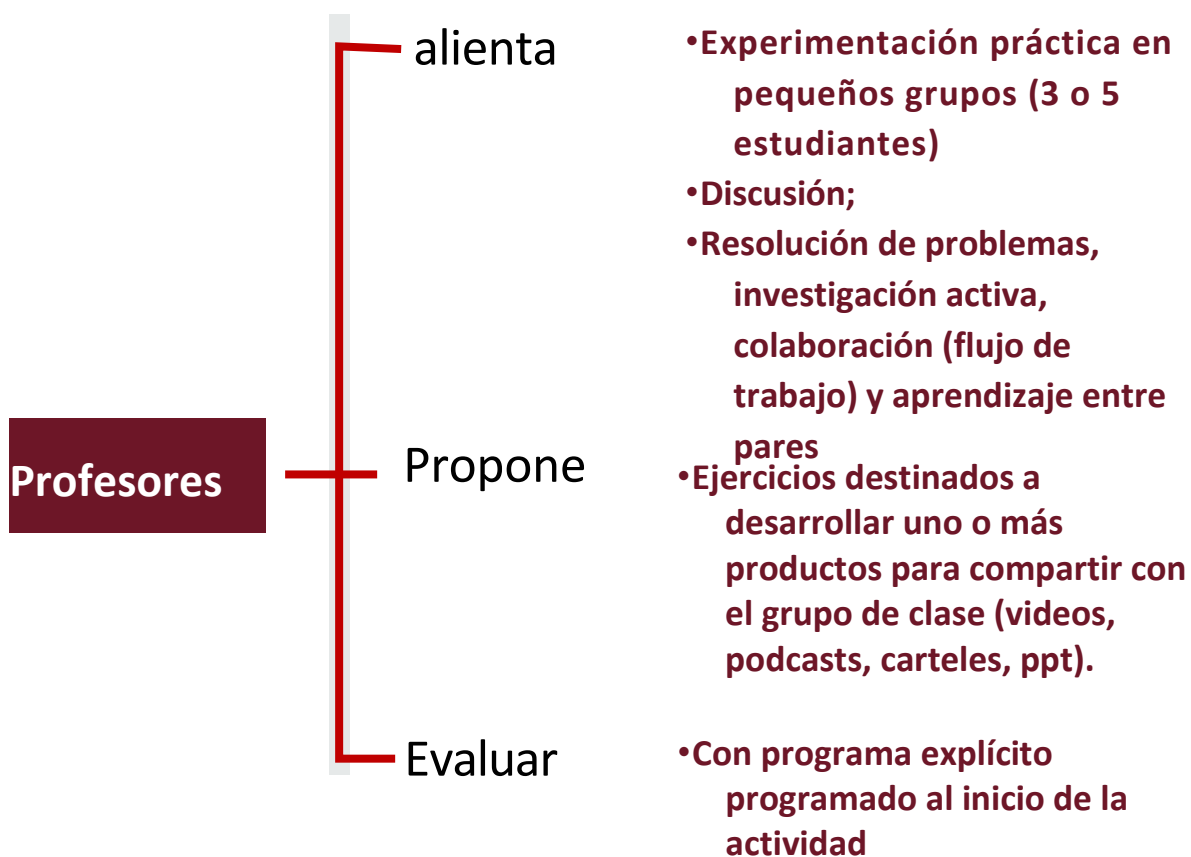 alienta
•Experimentación práctica en
pequeños grupos (3 o 5
estudiantes)
•Discusión;
•Resolución de problemas,
investigación activa,
colaboración (flujo de
trabajo) y aprendizaje entre
pares
Profesores
Propone
•Ejercicios destinados a
desarrollar uno o más
productos para compartir con
el grupo de clase (videos,
podcasts, carteles, ppt).
Evaluar
•Con programa explícito
programado al inicio de la
actividad